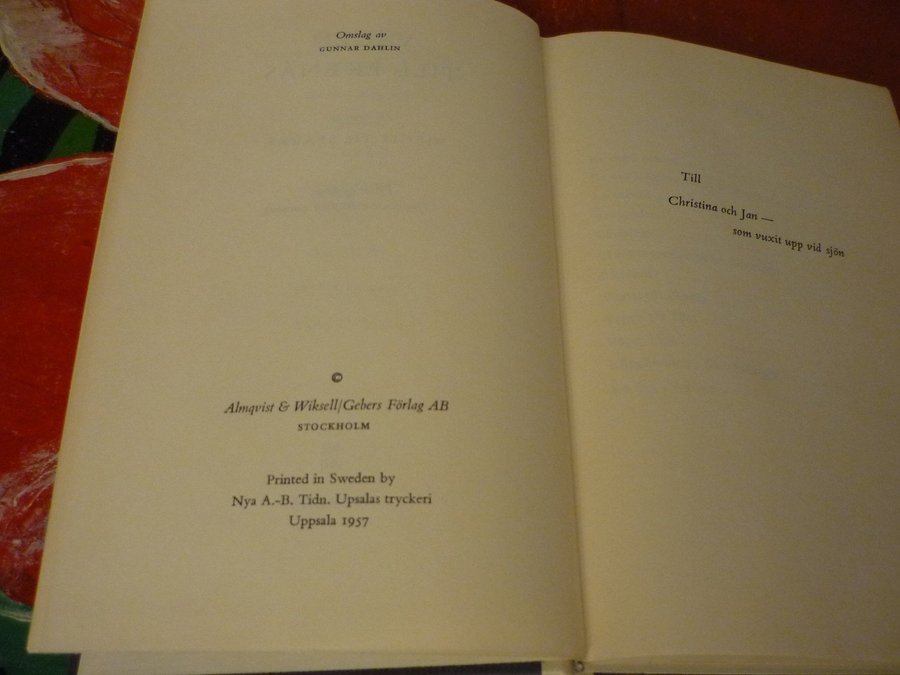 Omslag av
GUNNAR DAHLIN
©
Almqvist & Wiksell/Gebers Förlag AB
STOCKHOLM
Printed in Sweden by
Nya A.-B. Tidn. Upsalas tryckeri
Uppsala 1957
Till
Christina och Jan —
som vuxit upp vid sjön